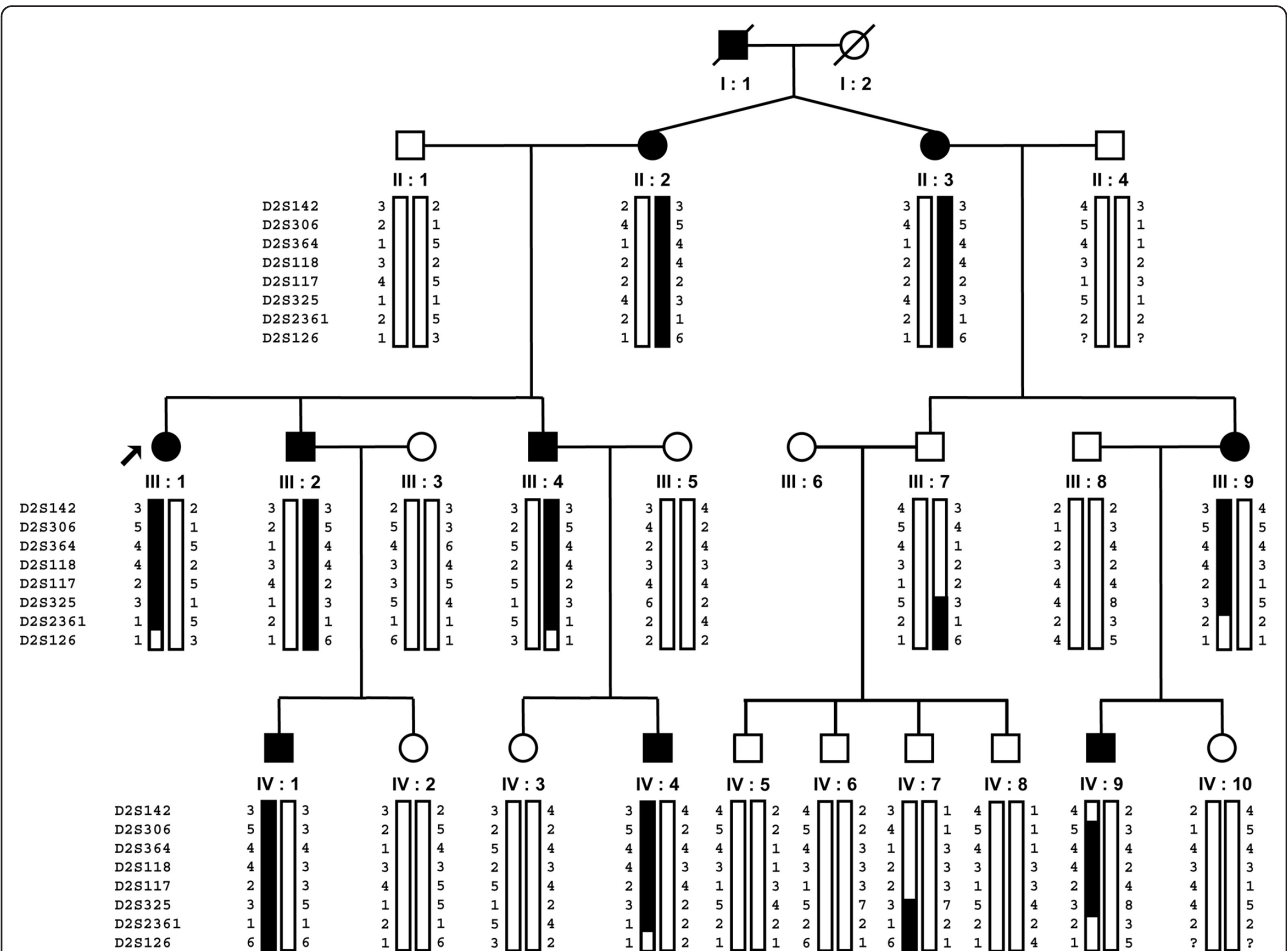 I : 1 I : 2
II : 1 II : 2 II : 3 II : 4
D2S142 3 2 2 3 3 3 4 3
D2S306 2 1 4 5 4 5 5 1
D2S364 1 5 1 4 1 4 4 1
D2S118 3 2 2 4 2 4 3 2
D2S117 4 5 2 2 2 2 1 3
D2S325 1 1 4 3 4 3 5 1
D2S2361 2 5 2 1 2 1 2 2
D2S126 1 3 1 6 1 6 ? ?
III : 1 III : 2 III : 3 III : 4 III : 5 III : 6 III : 7 III : 8 III : 9
D2S142 3 2 3 3 2 3 3 3 3 4 4 3 2 2 3 4
D2S306 5 1 2 5 5 3 2 5 4 2 5 4 1 3 5 5
D2S364 4 5 1 4 4 6 5 4 2 4 4 1 2 4 4 4
D2S118 4 2 3 4 3 4 2 4 3 3 3 2 3 2 4 3
D2S117 2 5 4 2 3 5 5 2 4 4 1 2 4 4 2 1
D2S325 3 1 1 3 5 4 1 3 6 2 5 3 4 8 3 5
D2S2361 1 5 2 1 1 1 5 1 2 4 2 1 4 3 2 2
D2S126 1 3 1 6 6 1 3 1 2 2 1 6 4 5 1 1
IV : 1 IV : 2 IV : 3 IV : 4 IV : 5 IV : 6 IV : 7 IV : 8 IV : 9 IV : 10
D2S142 3 3 3 2 3 4 3 4 4 2 4 2 3 1 4 1 4 2 2 4
D2S306 5 3 2 5 2 2 5 2 5 2 5 2 4 1 5 1 5 3 1 5
D2S364 4 4 1 4 5 4 4 2 4 1 4 3 1 3 4 3 4 4 2 4
D2S118 4 3 3 3 2 3 4 3 3 3 3 3 2 3 3 3 4 2 3 3
D2S117 2 3 4 5 5 4 2 4 1 3 1 3 2 3 1 3 2 4 4 1
D2S325 3 5 1 5 1 2 3 2 5 4 5 7 3 7 5 4 3 8 4 5
D2S2361 1 1 2 1 5 4 1 4 2 2 2 2 1 2 2 2 2 3 4 2
D2S126 6 6 1 6 3 2 1 2 1 1 6 1 6 1 1 4 1 5 ? ?